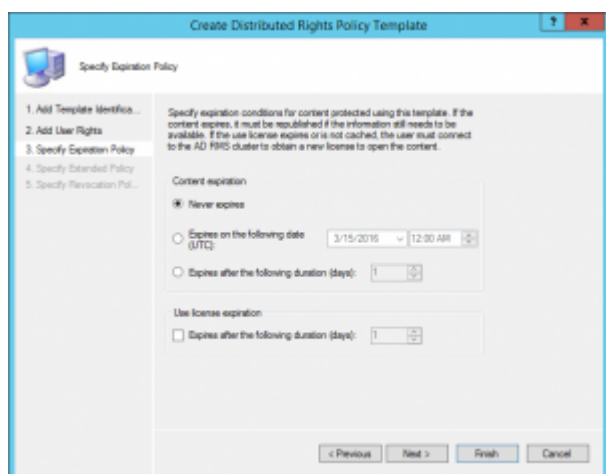 Create Distributed Rights Policy Template
?
x
Specify Expiration Policy
1. Add Template Identifica...
2. Add User Rights
3. Specify Expiration Policy
4. Specify Extended Policy
5. Specify Revocation Pol...
Specify expiration conditions for content protected using this template. If the
content expires, it must be republished if the information still needs to be
available. If the use license expires or is not cached, the user must connect
to the AD RMS cluster to obtain a new license to open the content.
Content expiration
Never expires
Expires on the following date
(UTC):
3/15/2016
12:00 AM
Expires after the following duration (days):
1
Use license expiration
Expires after the following duration (days):
1
< Previous
Next >
Finish
Cancel